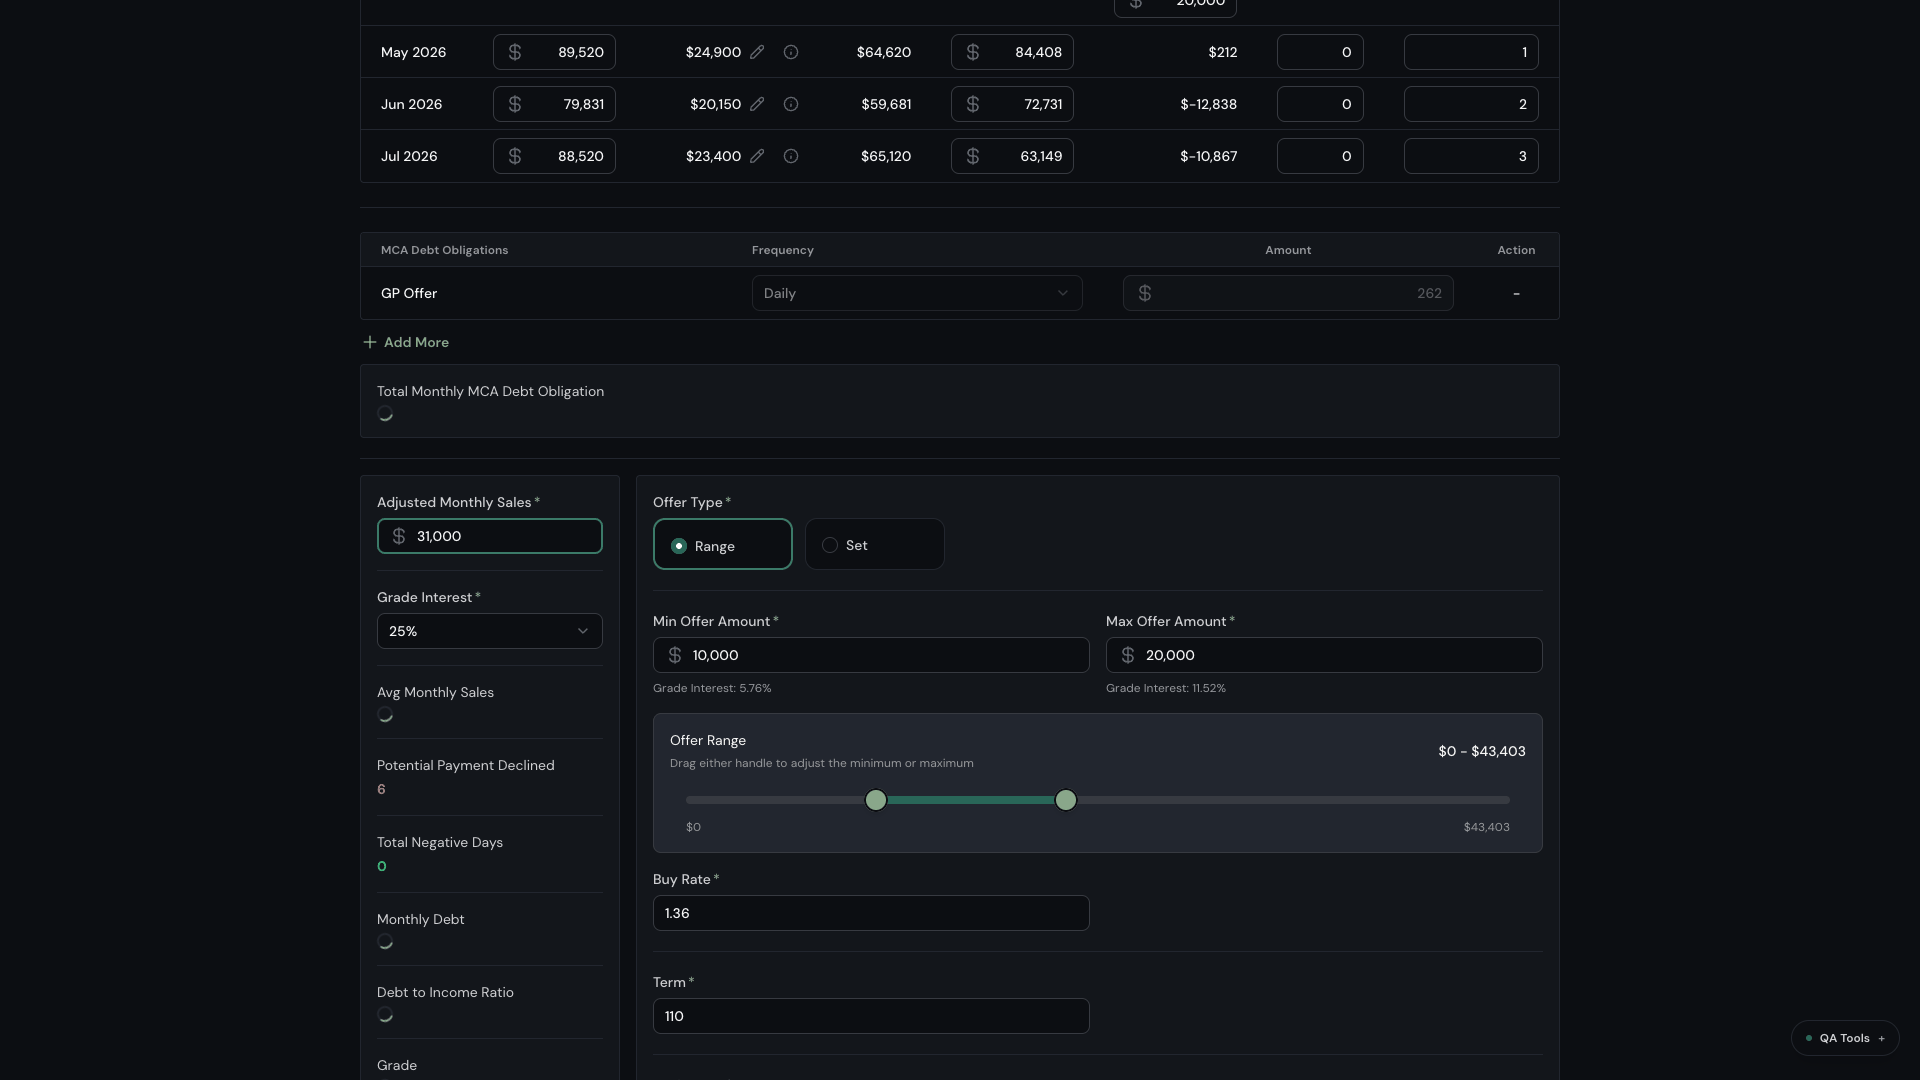 $ 20,000
May 2026 $ 89,520 $24,900 $64,620 $ 84,408 $212 0 1
Jun 2026 $ 79,831 $20,150 $59,681 $ 72,731 $-12,838 0 2
Jul 2026 $ 88,520 $23,400 $65,120 $ 63,149 $-10,867 0 3
MCA Debt Obligations Frequency Amount Action
GP Offer Daily $ 262 -
+ Add More
Total Monthly MCA Debt Obligation
Adjusted Monthly Sales *
$ 31,000
Grade Interest *
25%
Avg Monthly Sales
Potential Payment Declined
6
Total Negative Days
0
Monthly Debt
Debt to Income Ratio
Grade
Offer Type *
Range Set
Min Offer Amount * Max Offer Amount *
$ 10,000 $ 20,000
Grade Interest: 5.76% Grade Interest: 11.52%
Offer Range
$0 - $43,403
Drag either handle to adjust the minimum or maximum
$0 $43,403
Buy Rate *
1.36
Term *
110
QA Tools +